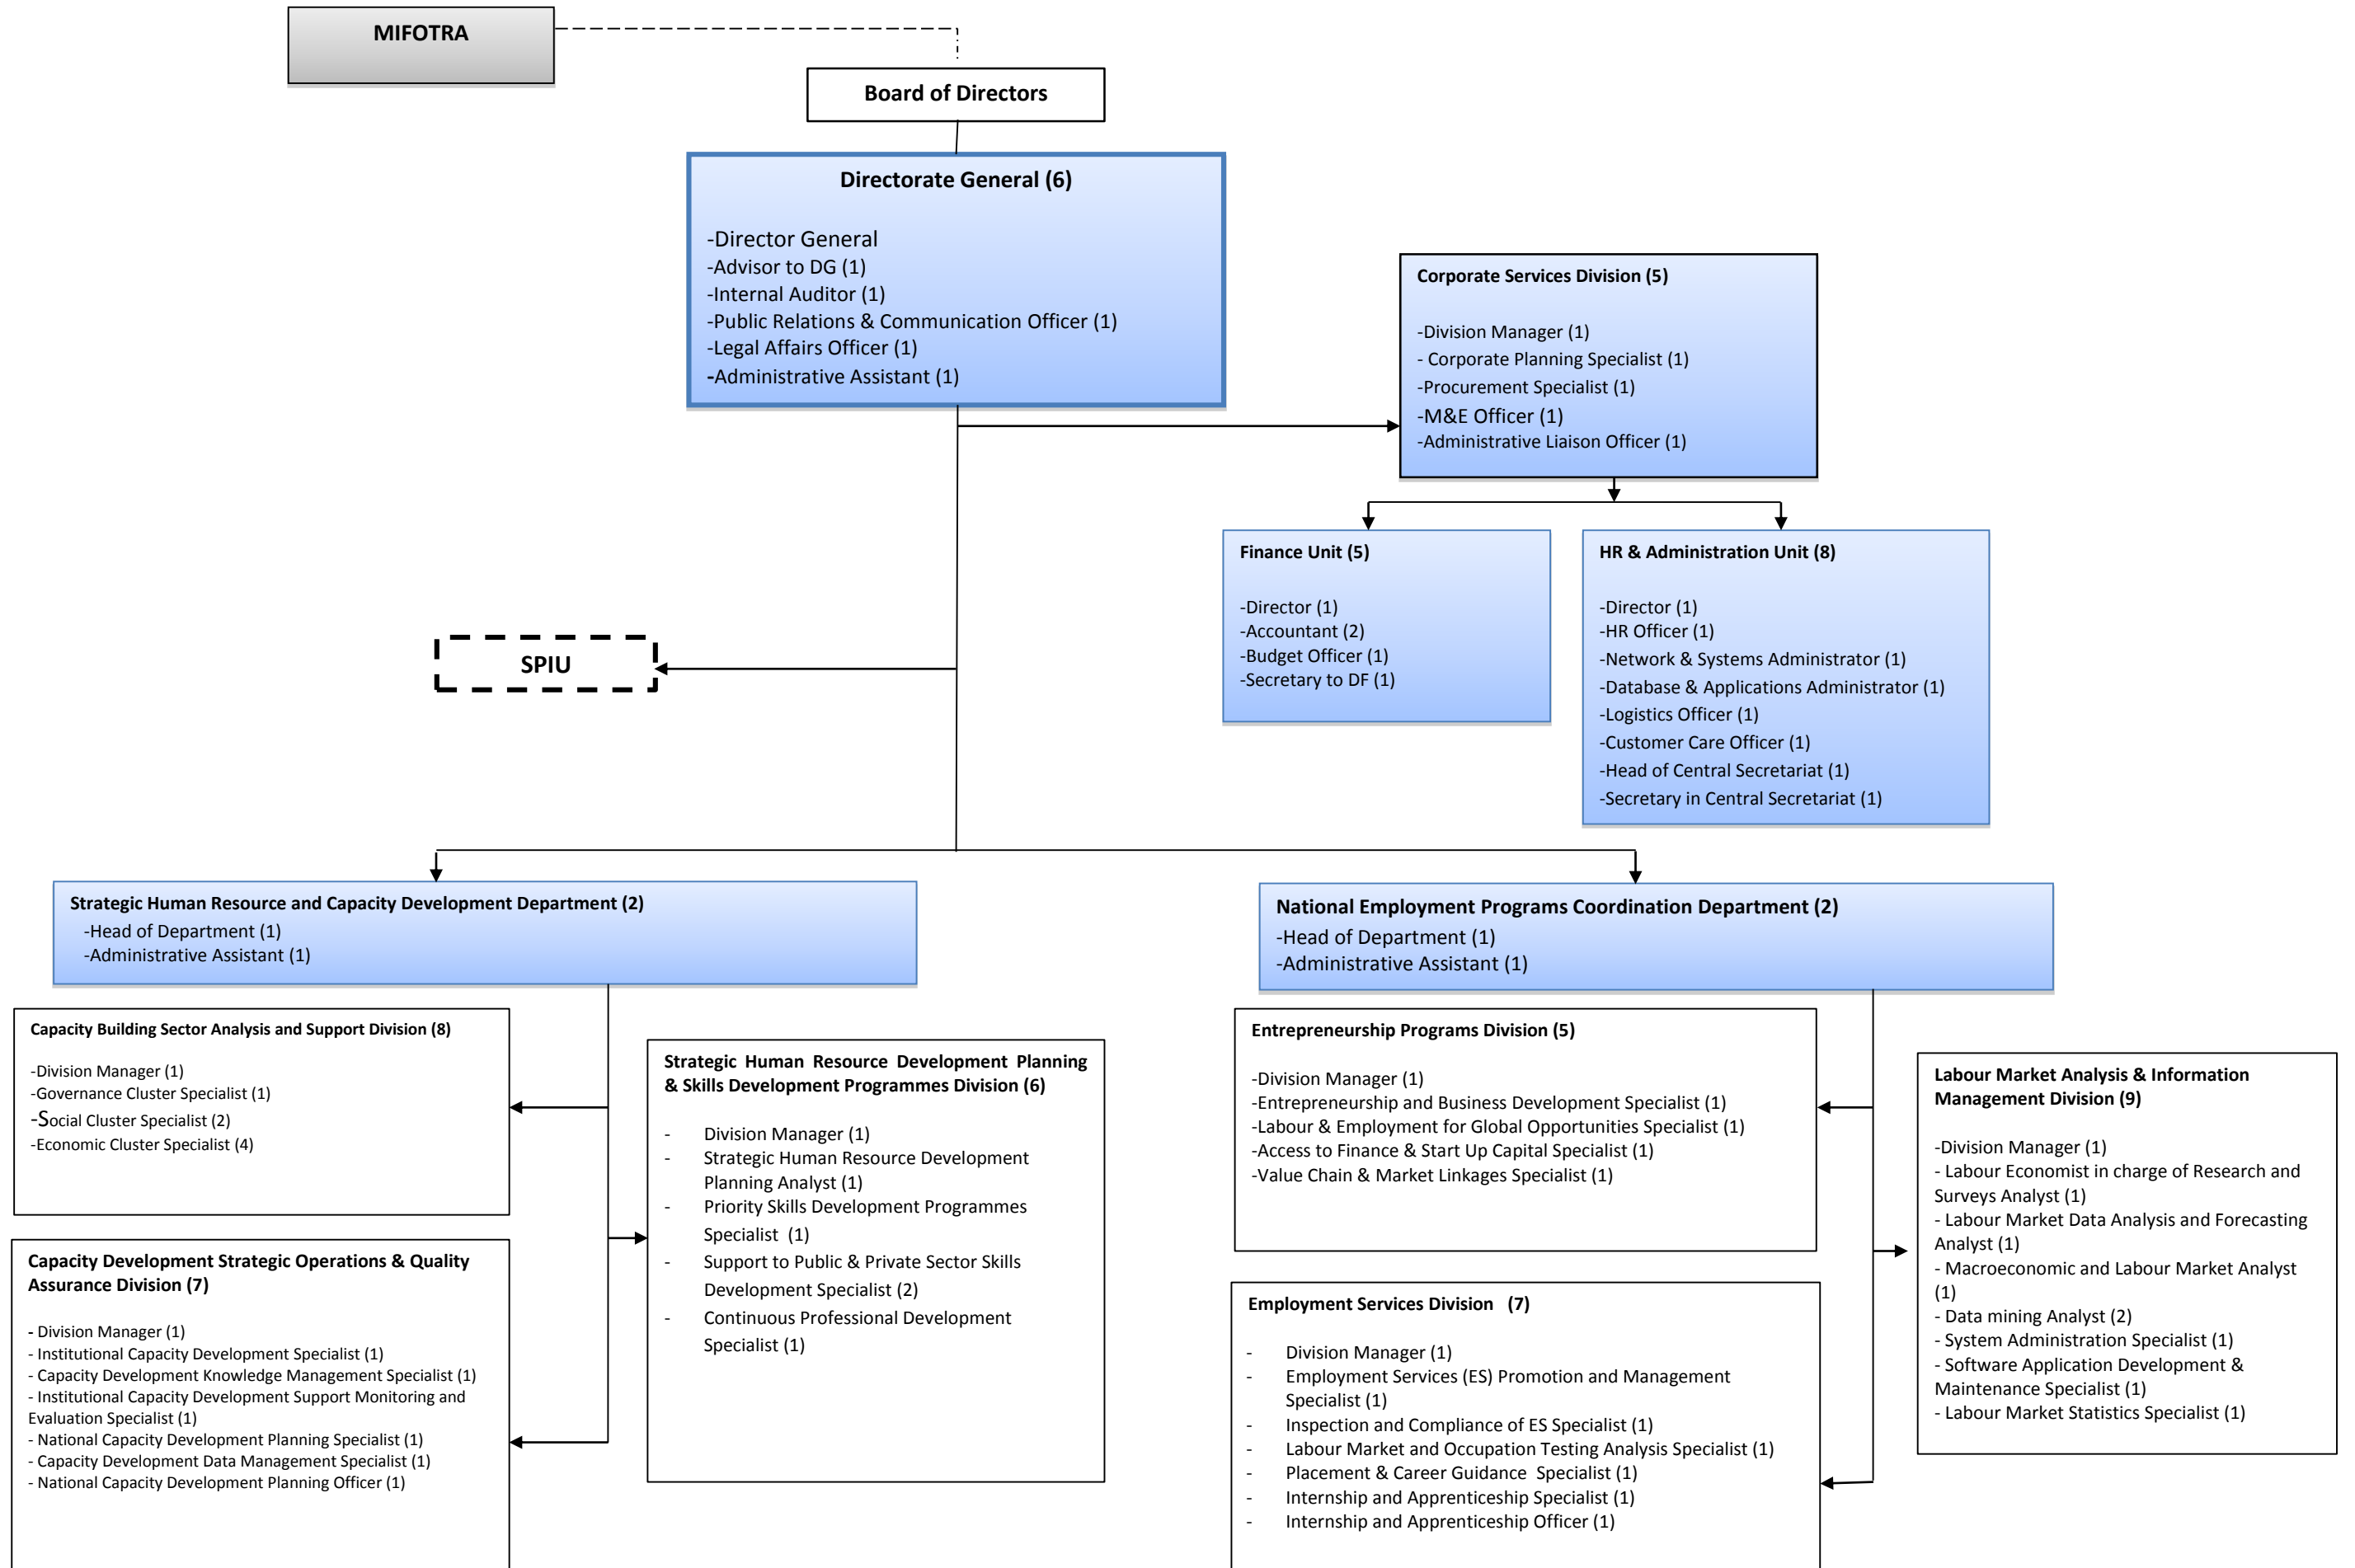 MIFOTRA
Board of Directors
Directorate General (6)
-Director General
-Advisor to DG (1)
-Internal Auditor (1)
-Public Relations & Communication Officer (1)
-Legal Affairs Officer (1)
-Administrative Assistant (1)
Corporate Services Division (5)
-Division Manager (1)
- Corporate Planning Specialist (1)
-Procurement Specialist (1)
-M&E Officer (1)
-Administrative Liaison Officer (1)
Finance Unit (5)
-Director (1)
-Accountant (2)
-Budget Officer (1)
-Secretary to DF (1)
HR & Administration Unit (8)
-Director (1)
-HR Officer (1)
-Network & Systems Administrator (1)
-Database & Applications Administrator (1)
-Logistics Officer (1)
-Customer Care Officer (1)
-Head of Central Secretariat (1)
-Secretary in Central Secretariat (1)
SPIU
Strategic Human Resource and Capacity Development Department (2)
-Head of Department (1)
-Administrative Assistant (1)
National Employment Programs Coordination Department (2)
-Head of Department (1)
-Administrative Assistant (1)
Capacity Building Sector Analysis and Support Division (8)
-Division Manager (1)
-Governance Cluster Specialist (1)
-Social Cluster Specialist (2)
-Economic Cluster Specialist (4)
Strategic Human Resource Development Planning
& Skills Development Programmes Division (6)
- Division Manager (1)
- Strategic Human Resource Development
Planning Analyst (1)
- Priority Skills Development Programmes
Specialist (1)
- Support to Public & Private Sector Skills
Development Specialist (2)
- Continuous Professional Development
Specialist (1)
Capacity Development Strategic Operations & Quality
Assurance Division (7)
- Division Manager (1)
- Institutional Capacity Development Specialist (1)
- Capacity Development Knowledge Management Specialist (1)
- Institutional Capacity Development Support Monitoring and
Evaluation Specialist (1)
- National Capacity Development Planning Specialist (1)
- Capacity Development Data Management Specialist (1)
- National Capacity Development Planning Officer (1)
Entrepreneurship Programs Division (5)
-Division Manager (1)
-Entrepreneurship and Business Development Specialist (1)
-Labour & Employment for Global Opportunities Specialist (1)
-Access to Finance & Start Up Capital Specialist (1)
-Value Chain & Market Linkages Specialist (1)
Labour Market Analysis & Information
Management Division (9)
-Division Manager (1)
- Labour Economist in charge of Research and
Surveys Analyst (1)
- Labour Market Data Analysis and Forecasting
Analyst (1)
- Macroeconomic and Labour Market Analyst
(1)
- Data mining Analyst (2)
- System Administration Specialist (1)
- Software Application Development &
Maintenance Specialist (1)
- Labour Market Statistics Specialist (1)
Employment Services Division (7)
- Division Manager (1)
- Employment Services (ES) Promotion and Management
Specialist (1)
- Inspection and Compliance of ES Specialist (1)
- Labour Market and Occupation Testing Analysis Specialist (1)
- Placement & Career Guidance Specialist (1)
- Internship and Apprenticeship Specialist (1)
- Internship and Apprenticeship Officer (1)